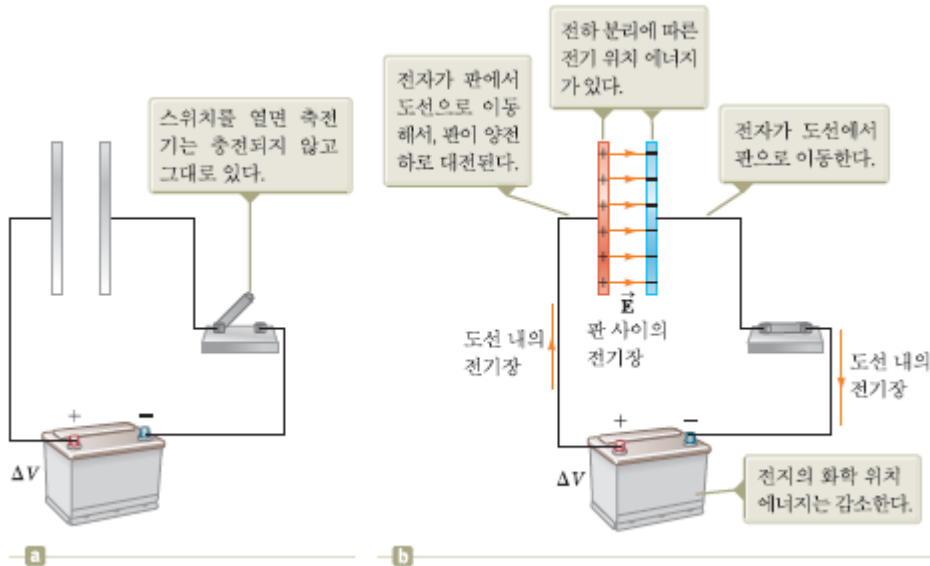 스위치를 열면 축전
기는 충전되지 않고
그대로 있다.
+
−
ΔV
a
전자가 판에서
도선으로 이동
해서, 판이 양전
하로 대전된다.
전하 분리에 따른
전기 위치 에너지
가 있다.
전자가 도선에서
판으로 이동한다.
+ −
+ −
+ −
+ −
+ −
+ −
E⃗
판 사이의
전기장
도선 내의
전기장
도선 내의
전기장
+
−
ΔV
전지의 화학 위치
에너지는 감소한다.
b